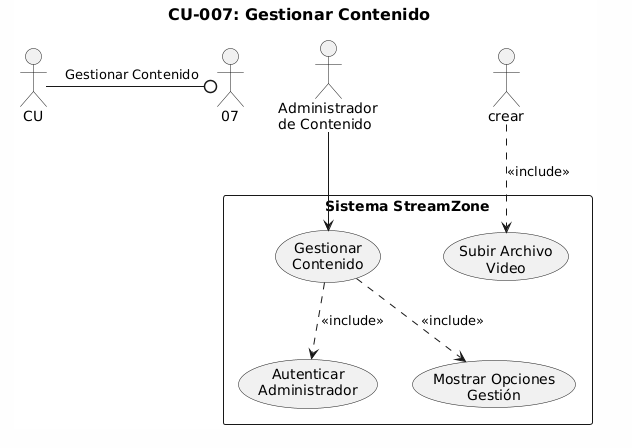 CU-007: Gestionar Contenido
Gestionar Contenido
CU
07
Administrador
de Contenido
crear
«include»
Sistema StreamZone
Gestionar
Contenido
Subir Archivo
Video
«include»
«include»
Autenticar
Administrador
Mostrar Opciones
Gestión